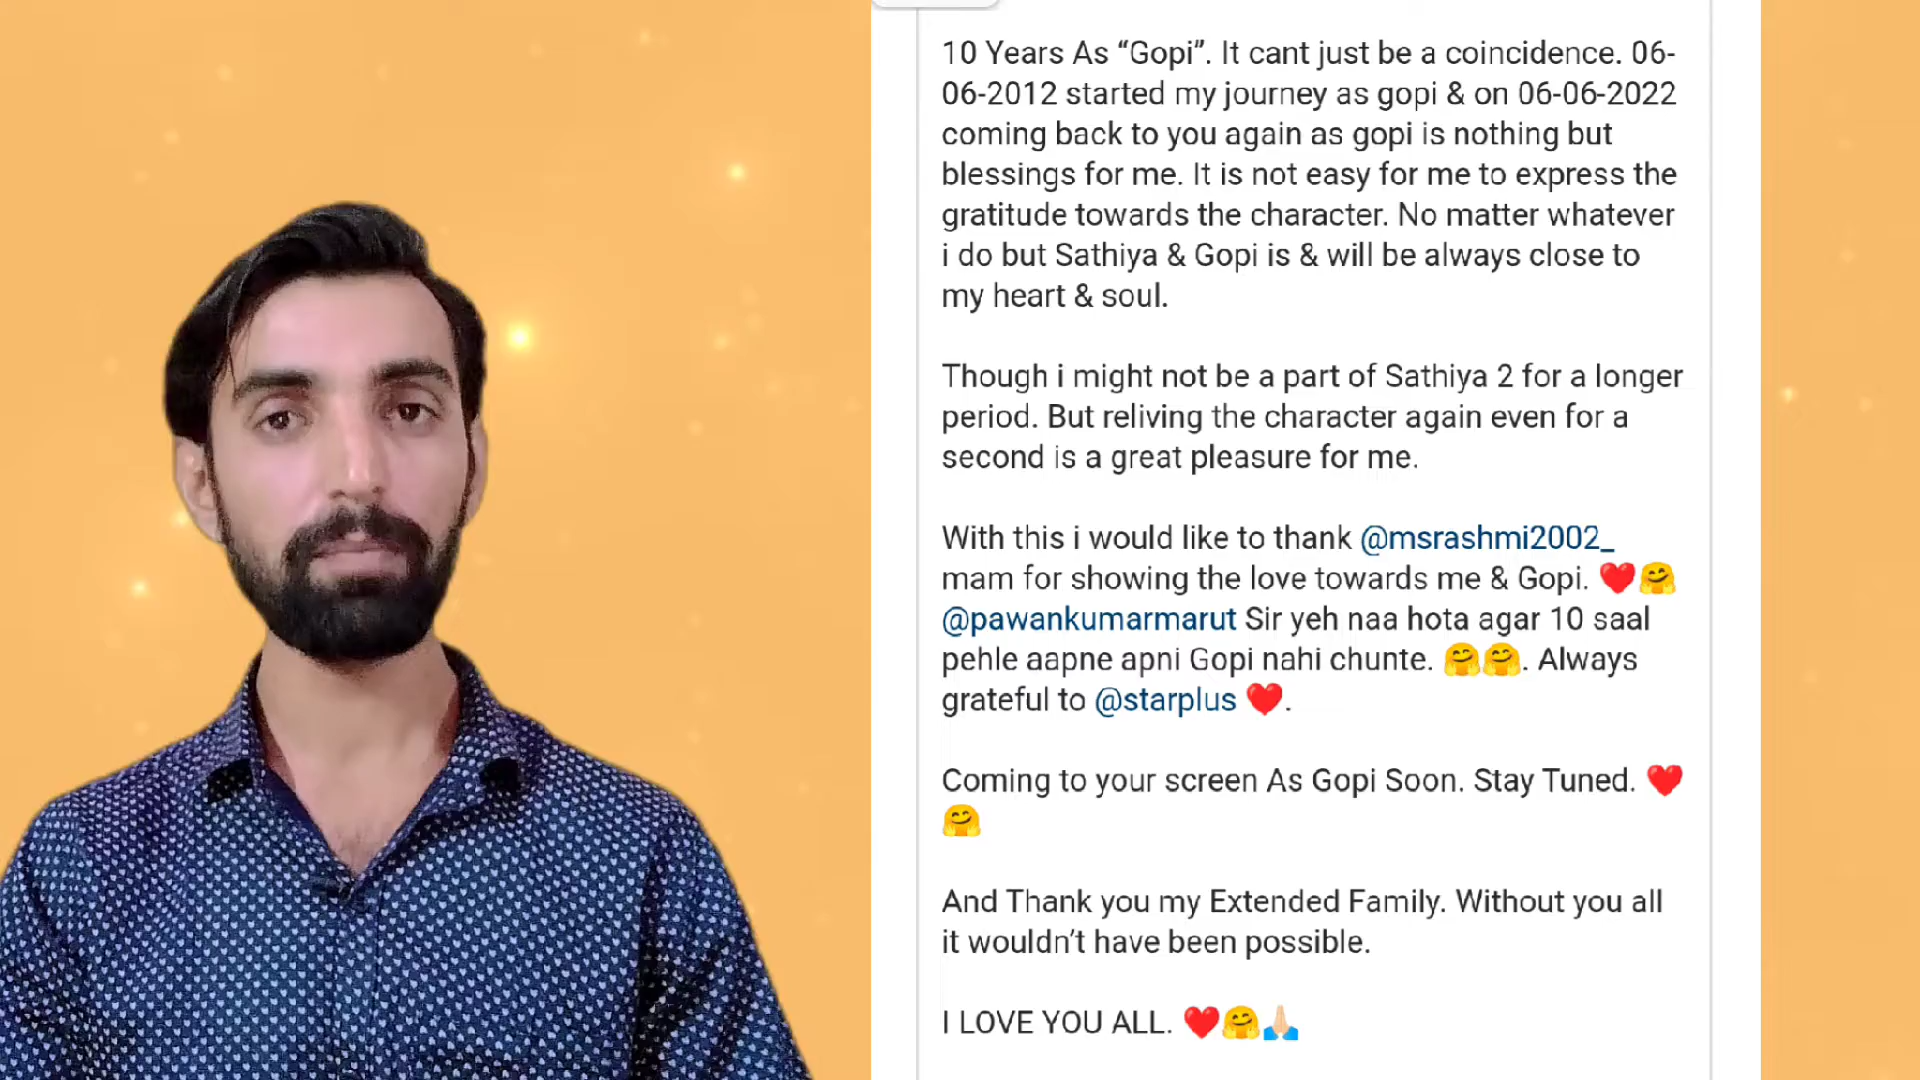 10 Years As “Gopi”. It cant just be a coincidence. 06-
06-2012 started my journey as gopi & on 06-06-2022
coming back to you again as gopi is nothing but
blessings for me. It is not easy for me to express the
gratitude towards the character. No matter whatever
i do but Sathiya & Gopi is & will be always close to
my heart & soul.
Though i might not be a part of Sathiya 2 for a longer
period. But reliving the character again even for a
second is a great pleasure for me.
With this i would like to thank @msrashmi2002_
mam for showing the love towards me & Gopi. ❤️🤗
@pawankumarmarut Sir yeh naa hota agar 10 saal
pehle aapne apni Gopi nahi chunte. 🤗🤗. Always
grateful to @starplus ❤️.
Coming to your screen As Gopi Soon. Stay Tuned. ❤️
🤗
And Thank you my Extended Family. Without you all
it wouldn’t have been possible.
I LOVE YOU ALL. ❤️🤗🙏🏻